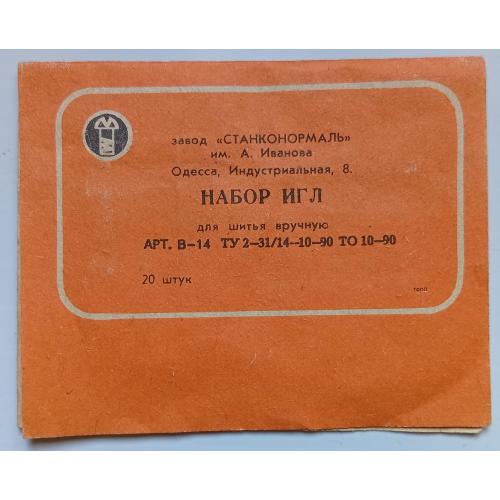 завод «СТАНКОНОРМАЛЬ»
им. А. Иванова
Одесса, Индустриальная, 8.
НАБОР ИГЛ
для шитья вручную
АРТ. В—14 ТУ 2—31/14—10—90 ТО 10—90
20 штук